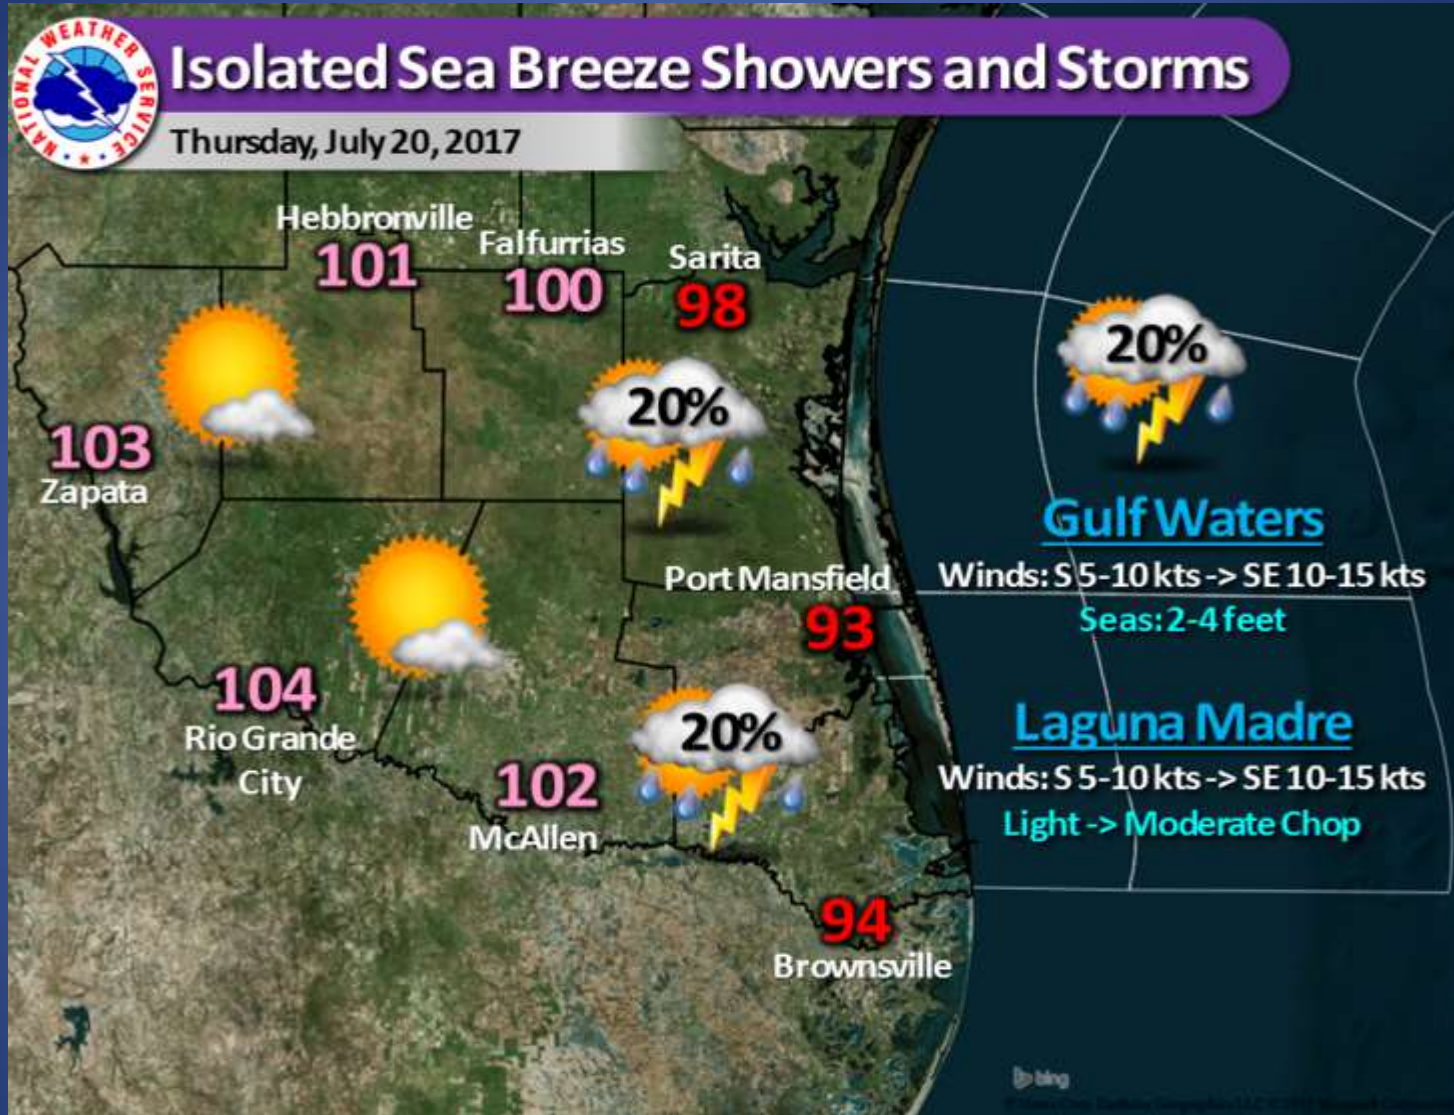 NATIONAL WEATHER SERVICE
Isolated Sea Breeze Showers and Storms
Thursday, July 20, 2017
Hebbronville
101
Falfurrias
100
Sarita
98
20%
20%
103
Zapata
Gulf Waters
Winds: S 5-10 kts -> SE 10-15 kts
Seas: 2-4 feet
Port Mansfield
93
104
Rio Grande
City
20%
Laguna Madre
Winds: S 5-10 kts -> SE 10-15 kts
Light -> Moderate Chop
102
McAllen
94
Brownsville
bing